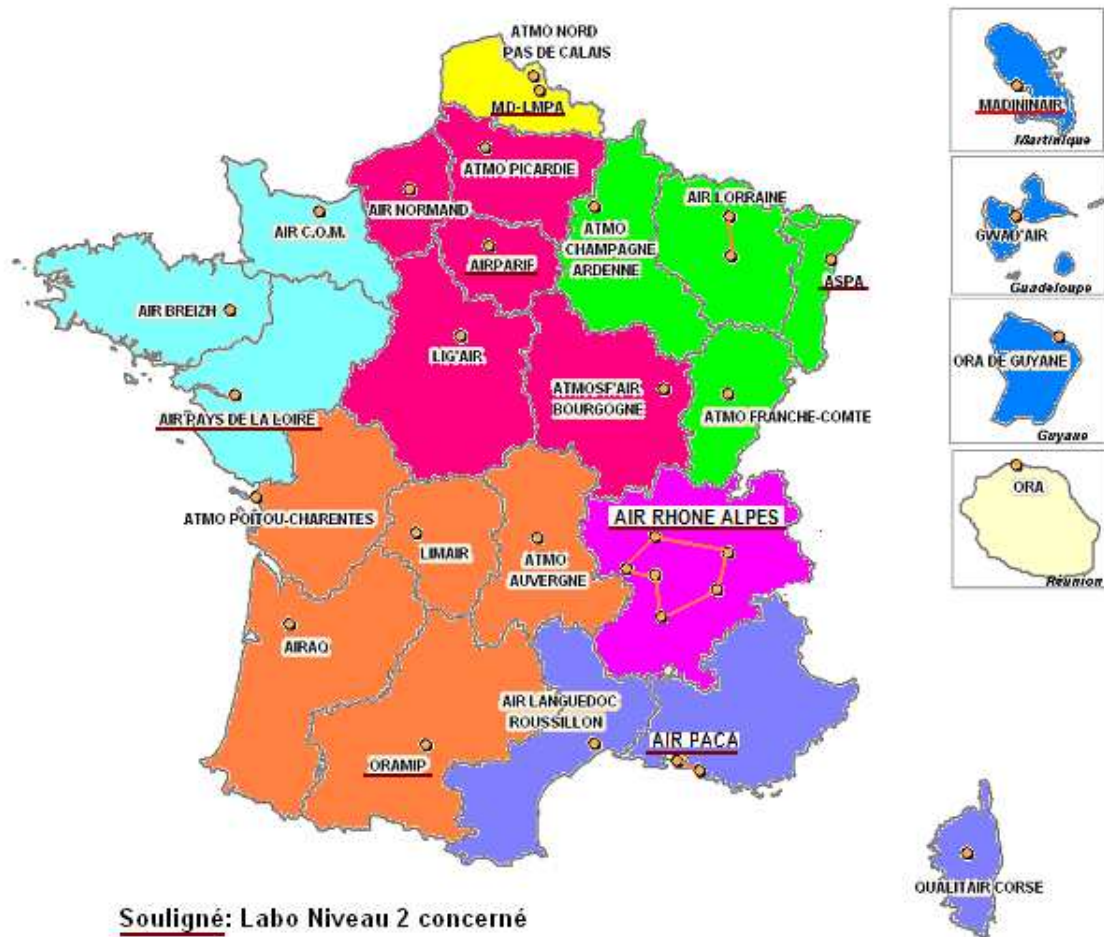 ATMO NORD
PAS DE CALAIS
MD-LMPA
ATMO PICARDIE
AIR NORMAND
AIR LORRAINE
AIR C.O.M.
ATMO
CHAMPAGNE
ARDENNE
AIRPARIF
ASPA
AIR BREIZH
LIG'AIR
ATMOSF'AIR
BOURGOGNE
ATMO FRANCHE-COMTE
AIR PAYS DE LA LOIRE
ATMO POITOU-CHARENTES
AIR RHONE ALPES
LIMAIR
ATMO
AUVERGNE
AIRAQ
AIR LANGUEDOC
ROUSSILLON
AIR PACA
ORAMIP
QUALITAIR CORSE
MADININAIR
Martinique
GWAD'AIR
Guadeloupe
ORA DE GUYANE
Guyane
ORA
Réunion
Souligné: Labo Niveau 2 concerné